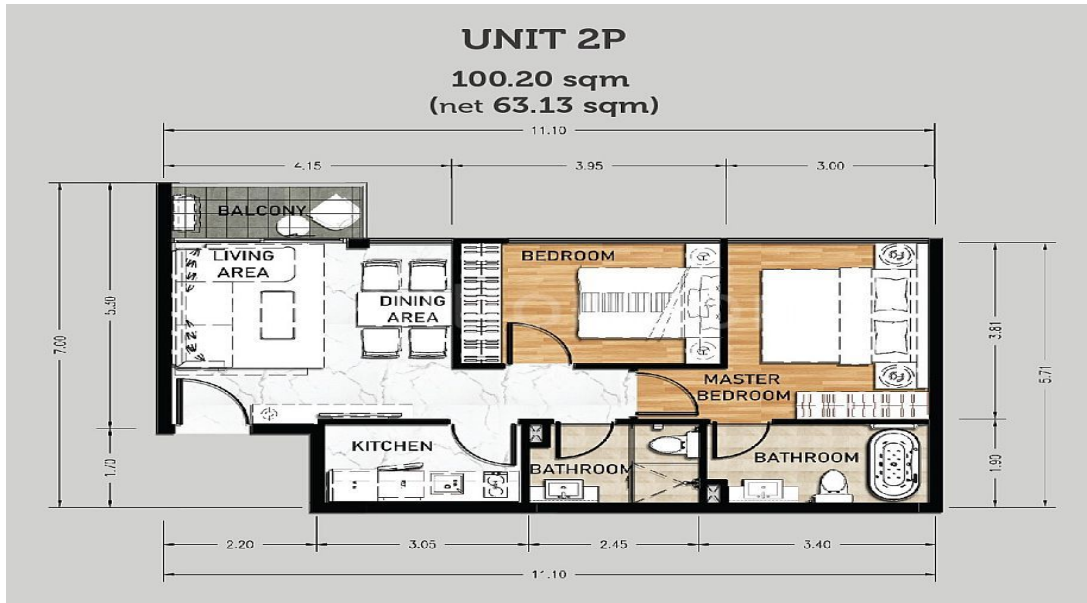 UNIT 2P
100.20 sqm
(net 63.13 sqm)
11.10
4.15
3.95
3.00
BALCONY
LIVING
AREA
BEDROOM
DINING
AREA
MASTER
BEDROOM
KITCHEN
BATHROOM
BATHROOM
7.00
5.30
1.70
3.81
5.71
1.90
2.20
3.05
2.45
3.40
11.10